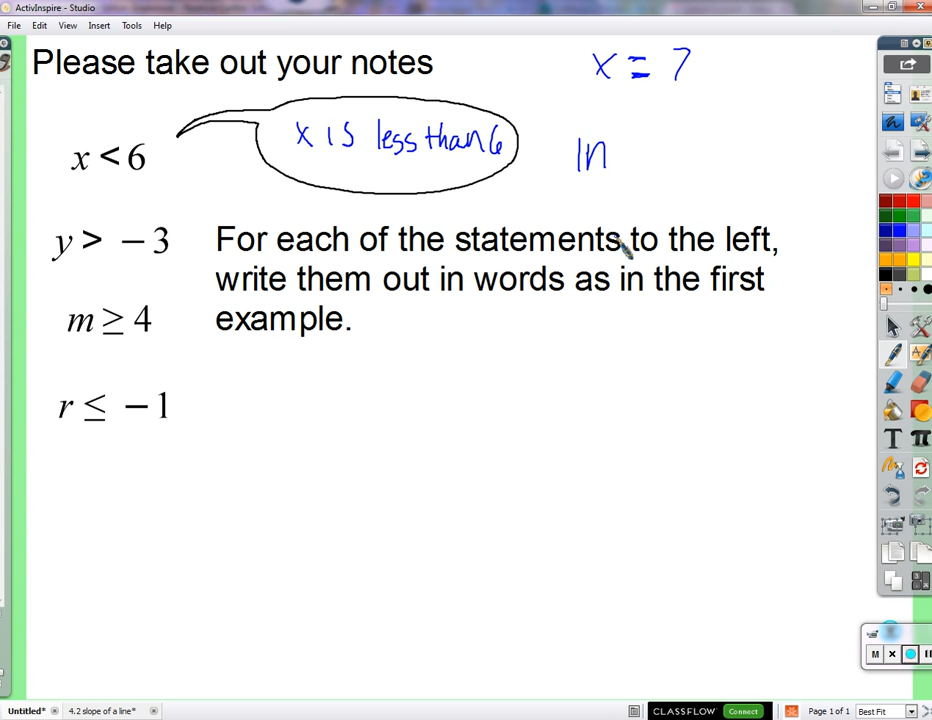 ActivInspire - Studio
File Edit View Insert Tools Help
Please take out your notes
x = 7
x is less than 6
x < 6
In
y > − 3
For each of the statements to the left,
write them out in words as in the first
example.
m ≥ 4
r ≤ − 1
M
Untitled* 4.2 slope of a line* CLASSFLOW Connect Page 1 of 1 Best Fit